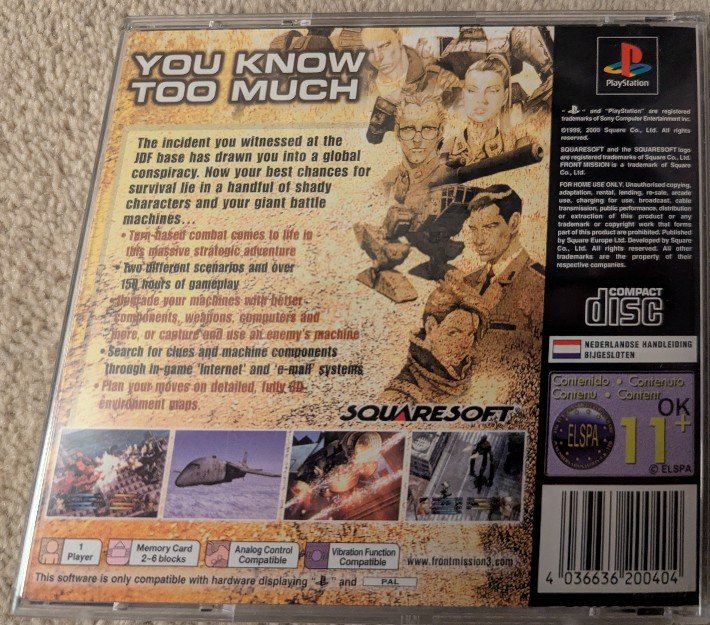 YOU KNOW
TOO MUCH
The incident you witnessed at the
JDF base has drawn you into a global
conspiracy. Now your best chances for
survival lie in a handful of shady
characters and your giant battle
machines...
• Turn-based combat comes to life in
this massive strategic adventure
• Two different scenarios and over
150 hours of gameplay
• Upgrade your machines with better
components, weapons, computers and
more, or capture and use an enemy's machine
• Search for clues and machine components
through in-game 'Internet' and 'e-mail' systems
• Plan your moves on detailed, fully 3D
environment maps.
SQUARESOFT
1
Player
Memory Card
2-6 blocks
Analog Control
Compatible
Vibration Function
Compatible
www.frontmission3.com
This software is only compatible with hardware displaying " " and PAL
PlayStation
" " and "PlayStation" are registered
trademarks of Sony Computer Entertainment Inc.
©1999, 2000 Square Co., Ltd. All rights
reserved.
SQUARESOFT and the SQUARESOFT logo
are registered trademarks of Square Co., Ltd.
FRONT MISSION is a trademark of Square
Co., Ltd.
FOR HOME USE ONLY. Unauthorised copying,
adaptation, rental, lending, re-sale, arcade
use, charging for use, broadcast, cable
transmission, public performance, distribution
or extraction of this product or any
trademark or copyright work that forms
part of this product are prohibited. Published
by Square Europe Ltd. Developed by Square
Co., Ltd. All rights reserved. All other
trademarks are the property of their
respective companies.
COMPACT
disc
NEDERLANDSE HANDLEIDING
BIJGESLOTEN
Contenido • Contenuto
Contenu • Content
OK
ELSPA
11+
© ELSPA
4 036636 200404